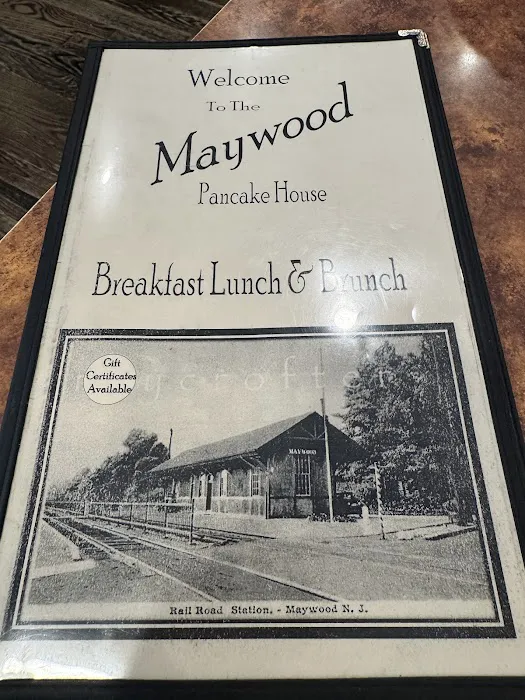 Welcome
To The
Maywood
Pancake House
Breakfast Lunch & Brunch
Gift
Certificates
Available
MAYWOOD
Rail Road Station. - Maywood N. J.